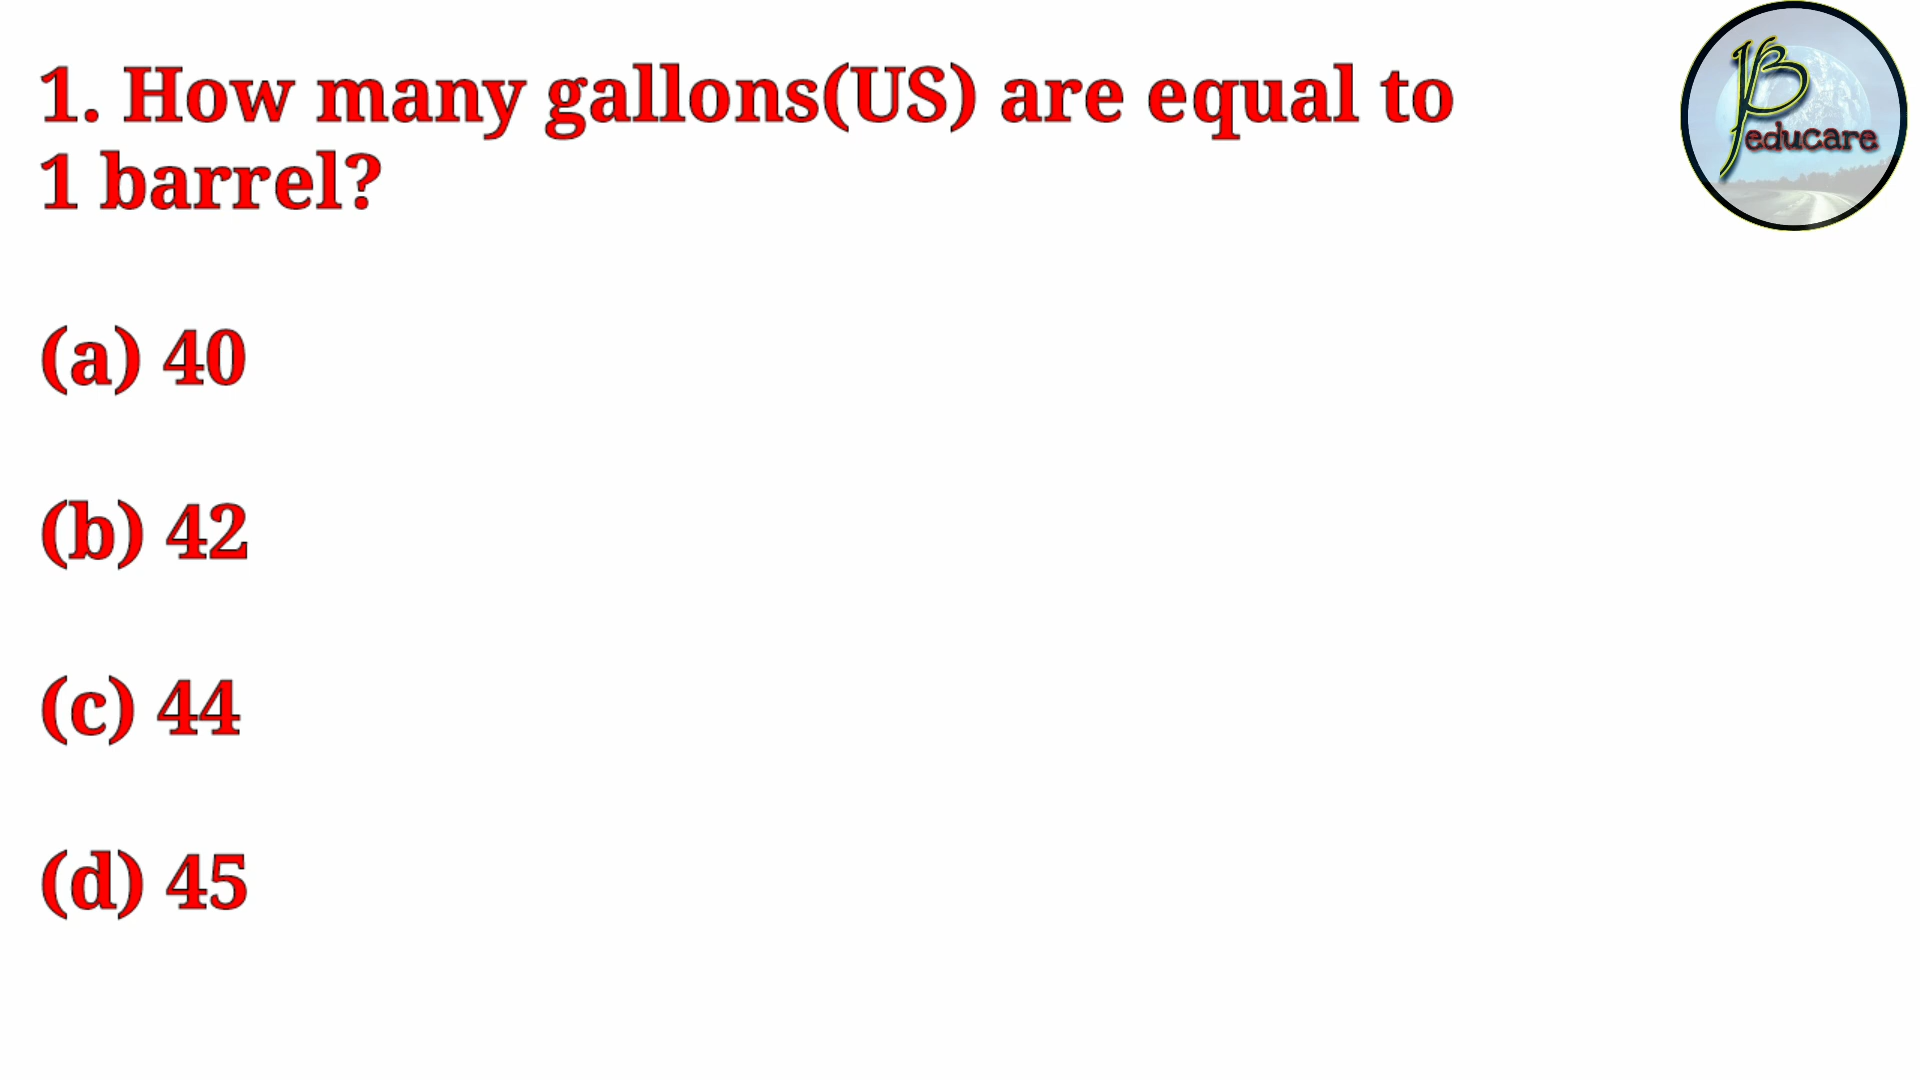 1. How many gallons(US) are equal to
1 barrel?
(a) 40
(b) 42
(c) 44
(d) 45
educare